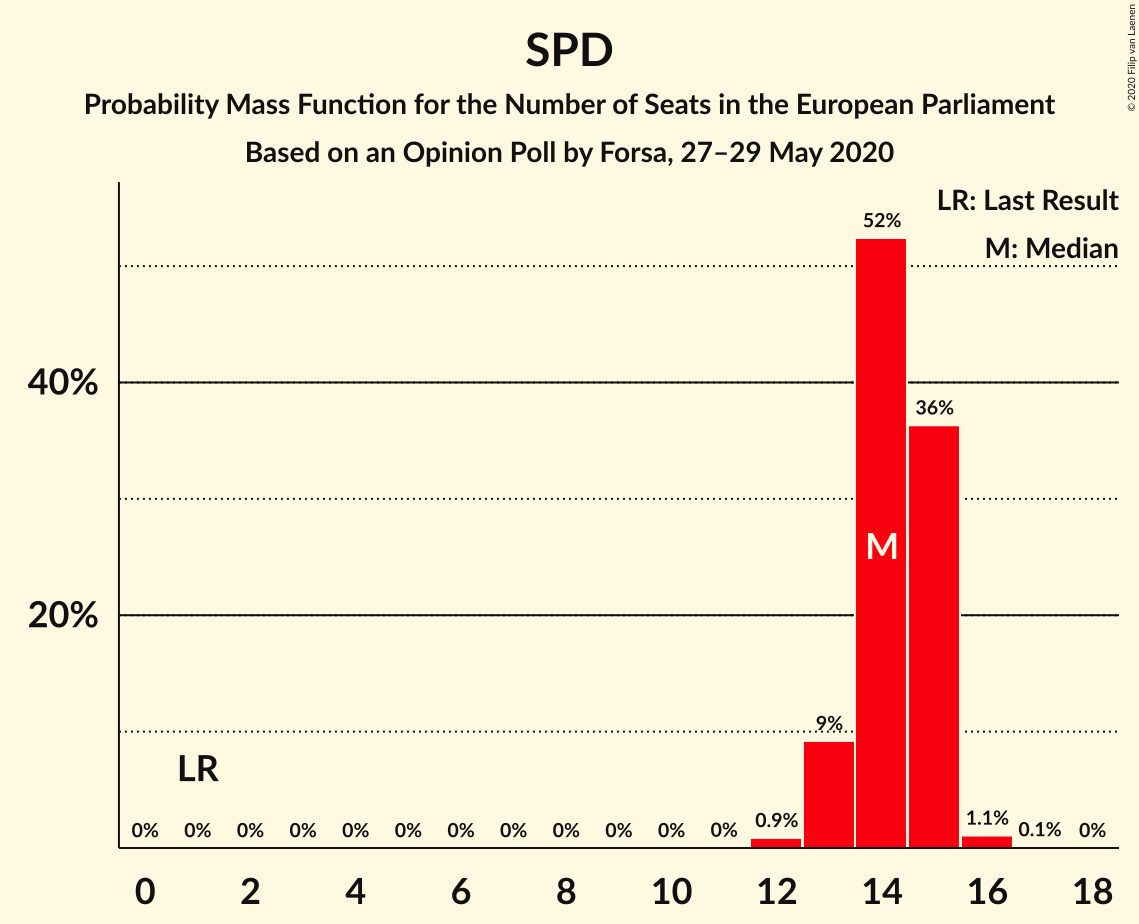 SPD
Probability Mass Function for the Number of Seats in the European Parliament
Based on an Opinion Poll by Forsa, 27–29 May 2020
© 2020 Filip van Laenen
LR: Last Result
M: Median
52%
40%
36%
M
20%
9%
LR
0% 0% 0% 0% 0% 0% 0% 0% 0% 0% 0% 0% 0.9% 1.1% 0.1% 0%
0 2 4 6 8 10 12 14 16 18